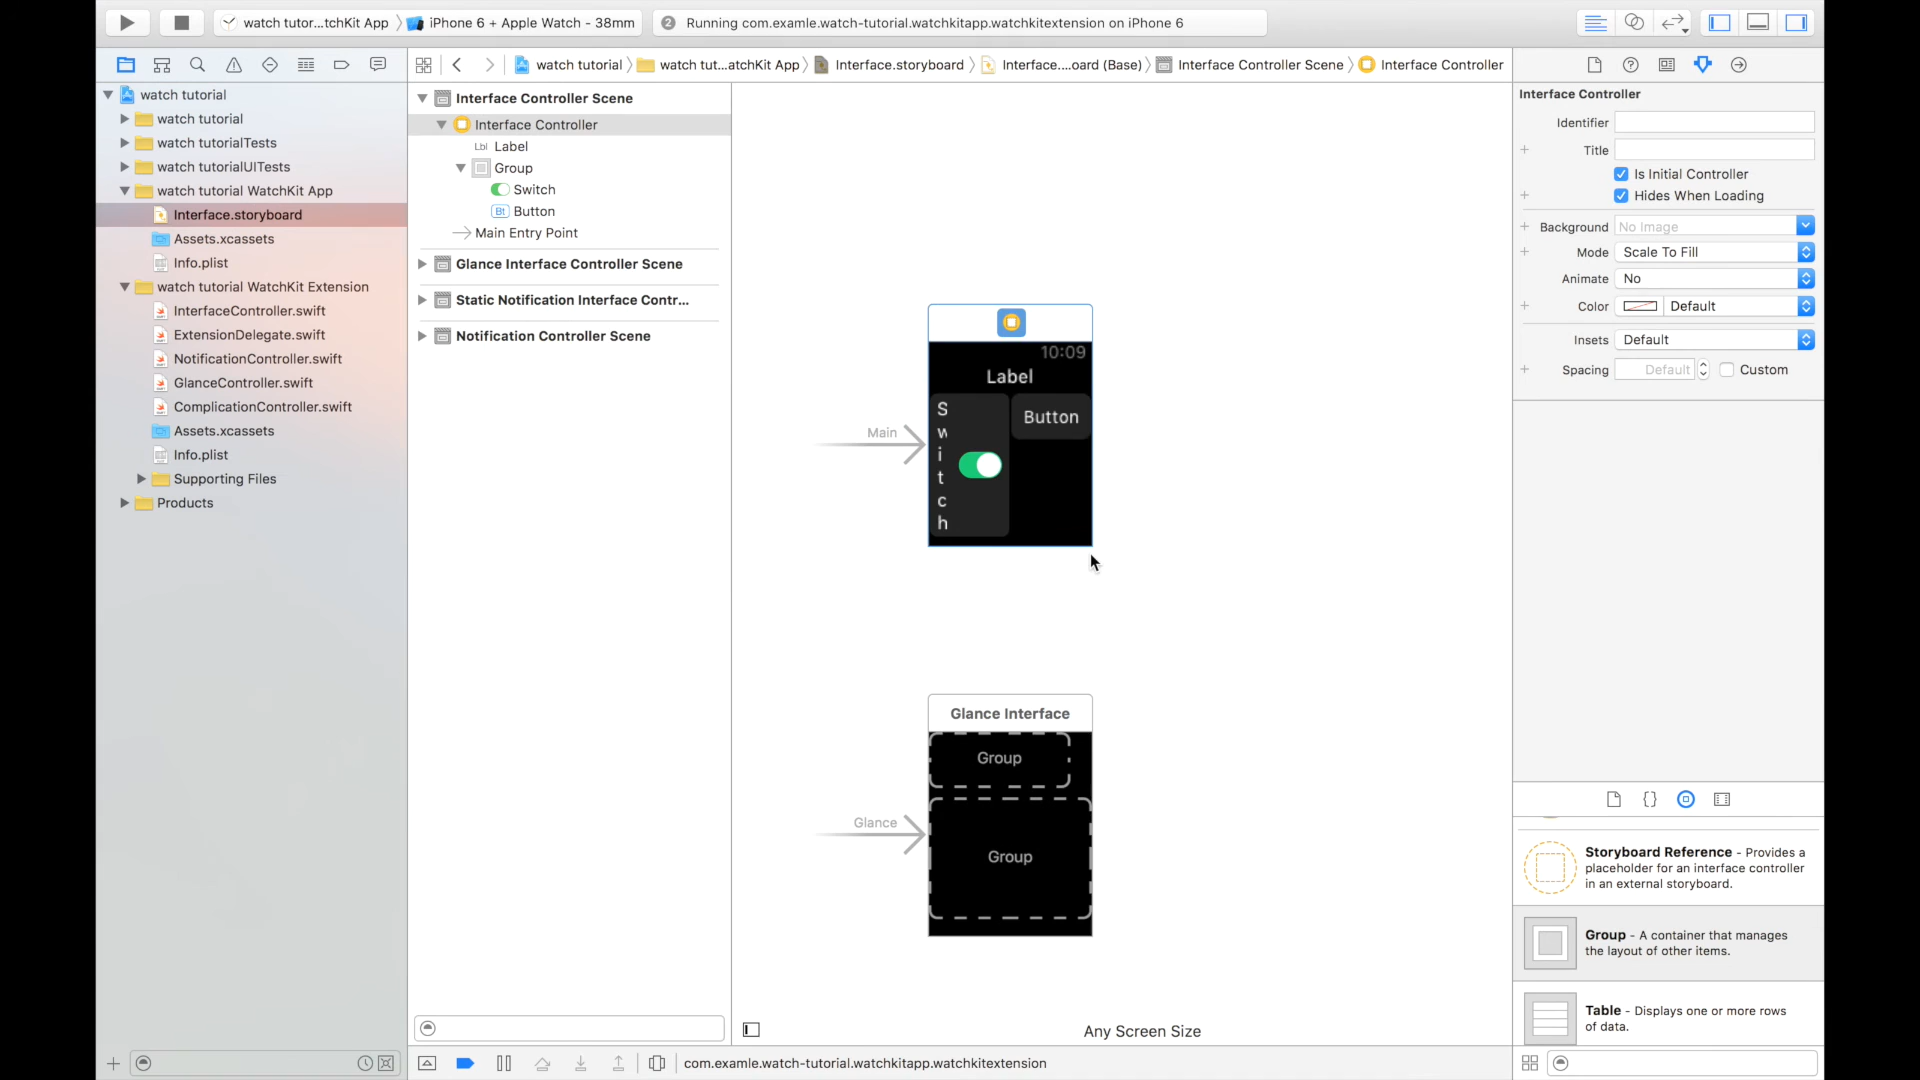 watch tutor...tchKit App
iPhone 6 + Apple Watch - 38mm
2 Running com.examle.watch-tutorial.watchkitapp.watchkitextension on iPhone 6
watch tutorial
watch tut...atchKit App
Interface.storyboard
Interface....oard (Base)
Interface Controller Scene
Interface Controller
watch tutorial
watch tutorial
watch tutorialTests
watch tutorialUITests
watch tutorial WatchKit App
Interface.storyboard
Assets.xcassets
Info.plist
watch tutorial WatchKit Extension
InterfaceController.swift
ExtensionDelegate.swift
NotificationController.swift
GlanceController.swift
ComplicationController.swift
Assets.xcassets
Info.plist
Supporting Files
Products
Interface Controller Scene
Interface Controller
Lbl Label
Group
Switch
Bt Button
Main Entry Point
Glance Interface Controller Scene
Static Notification Interface Contr...
Notification Controller Scene
10:09
Label
Main
Switch
Button
Glance Interface
Group
Glance
Group
Any Screen Size
com.examle.watch-tutorial.watchkitapp.watchkitextension
Interface Controller
Identifier
Title
Is Initial Controller
Hides When Loading
Background No Image
Mode Scale To Fill
Animate No
Color Default
Insets Default
Spacing Default Custom
Storyboard Reference - Provides a
placeholder for an interface controller
in an external storyboard.
Group - A container that manages
the layout of other items.
Table - Displays one or more rows
of data.